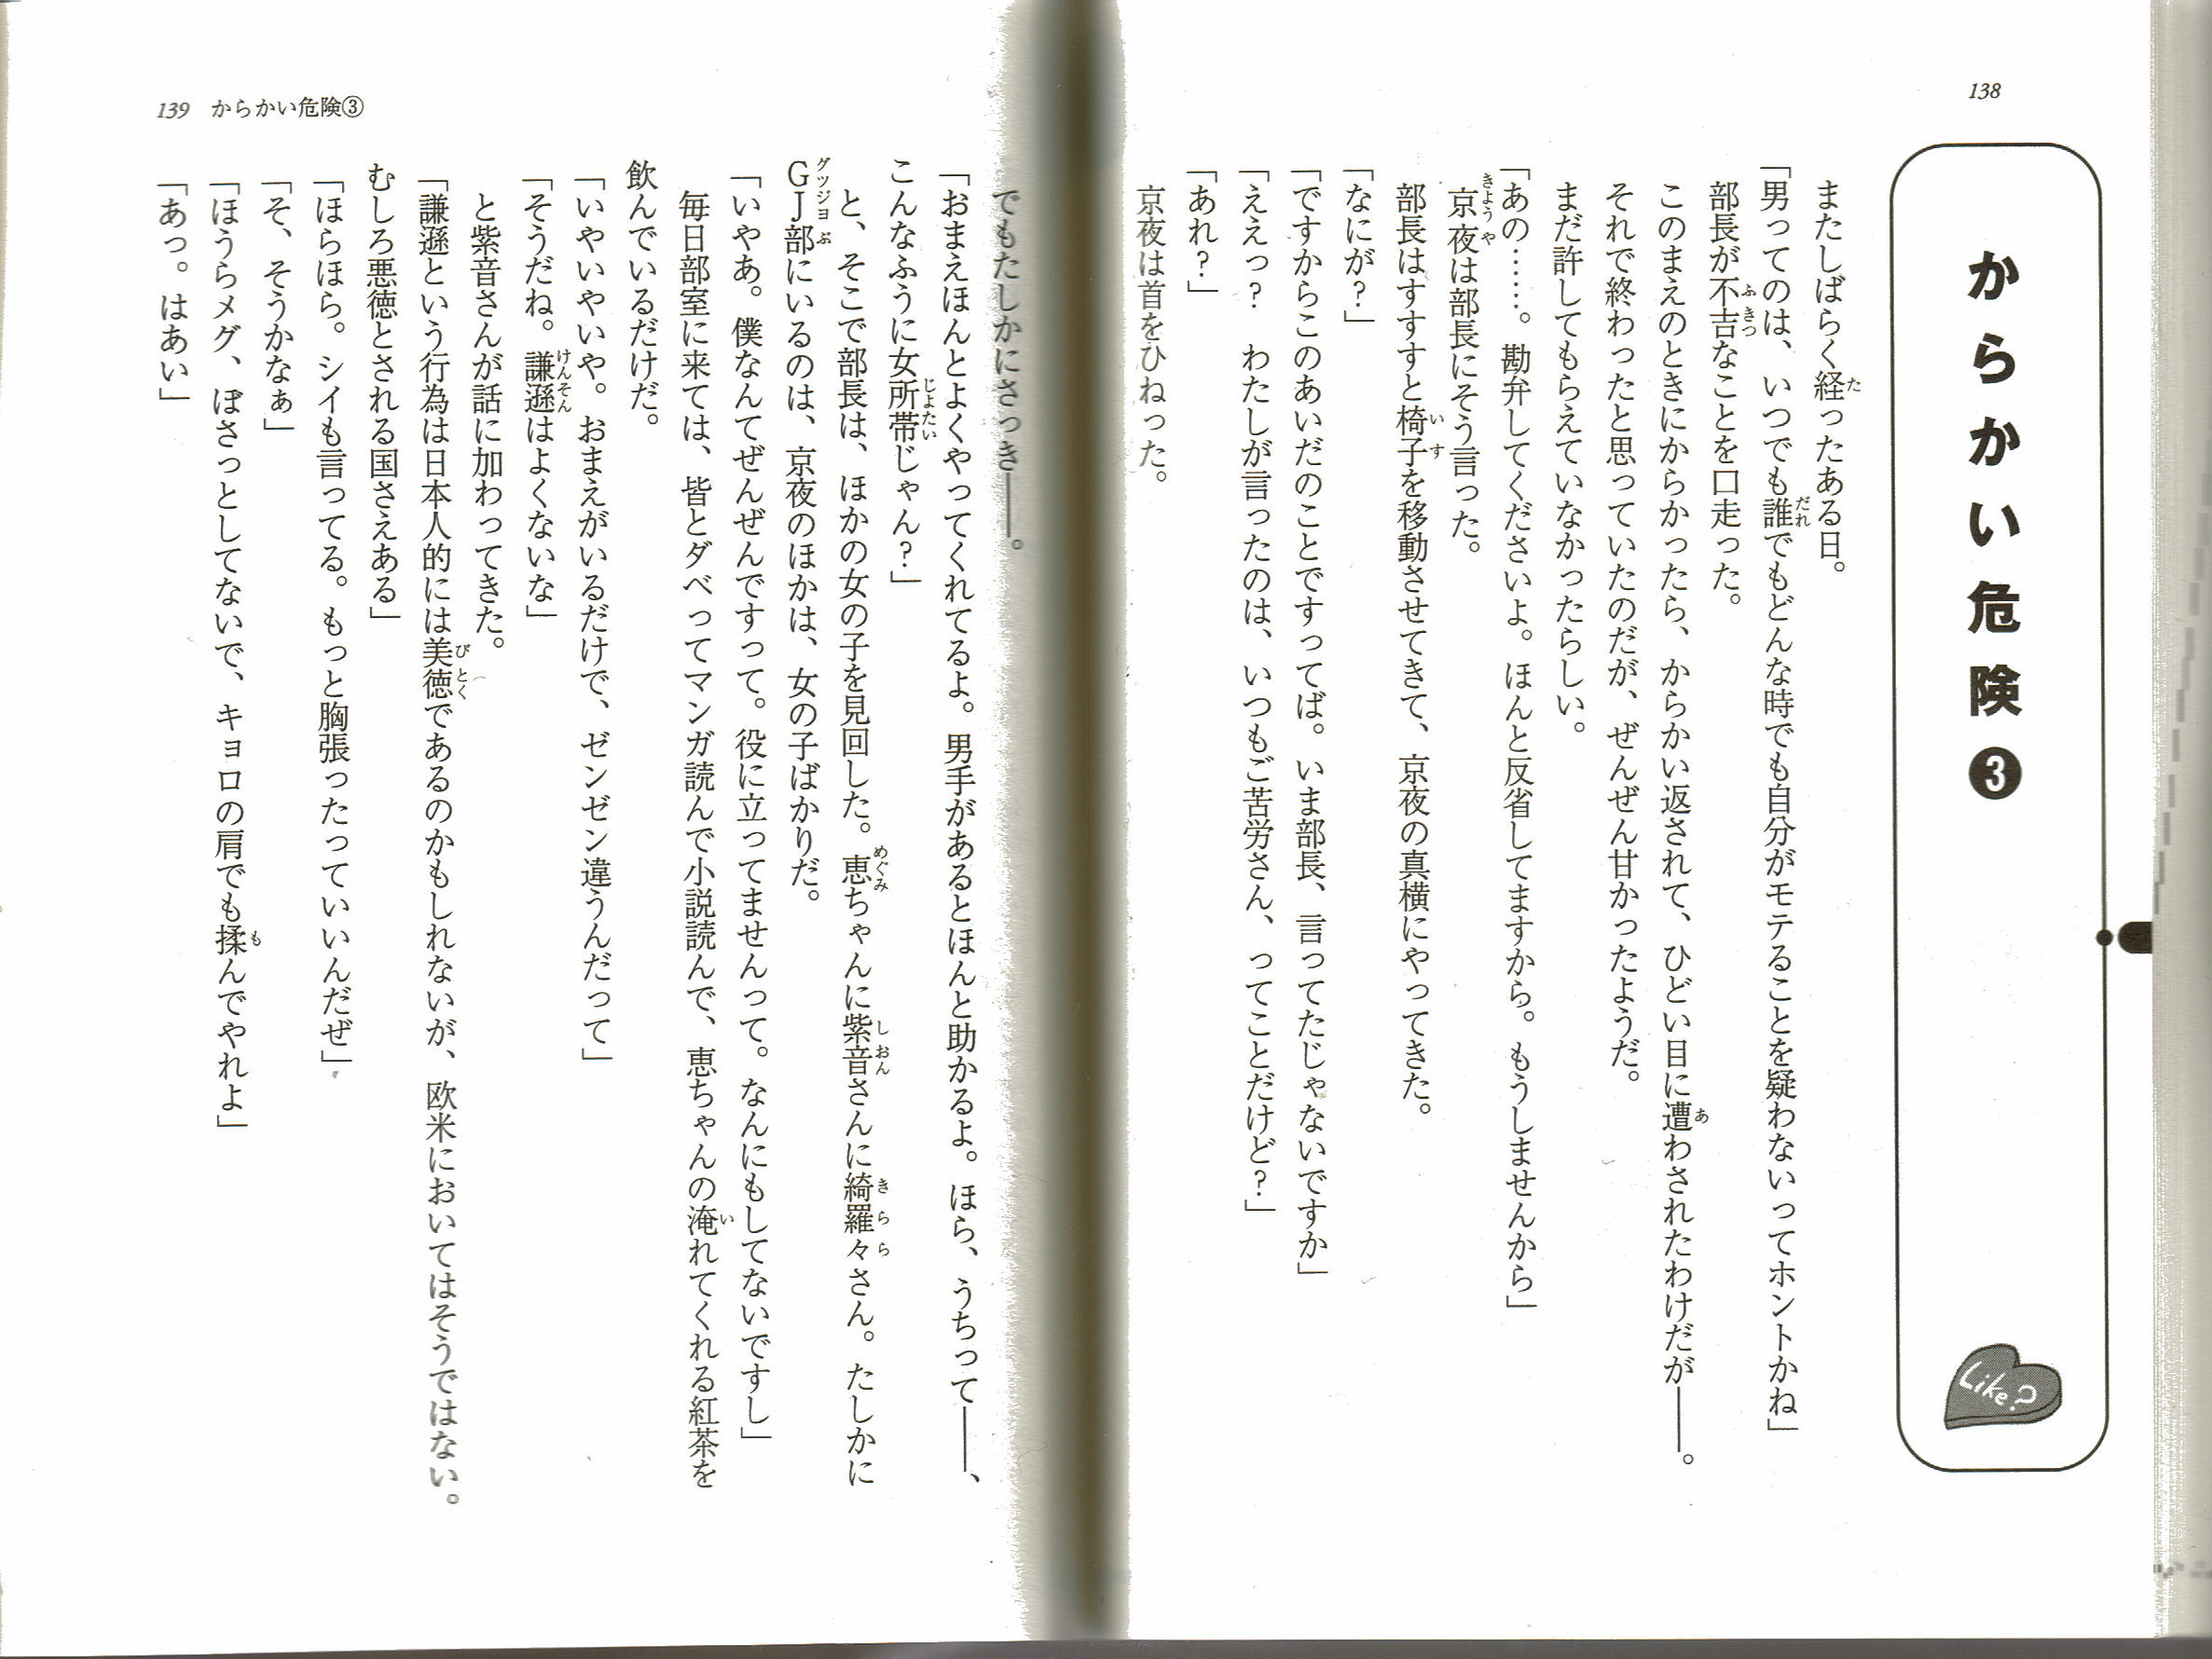 138
からかい危険❸
Like?
またしばらく経ったある日。
「男ってのは、いつでも誰でもどんな時でも自分がモテることを疑わないってホントかね」
部長が不吉なことを口走った。
このまえのときにからかったら、からかい返されて、ひどい目に遭わされたわけだが――。
それで終わったと思っていたのだが、ぜんぜん甘かったようだ。
まだ許してもらえていなかったらしい。
「あの……。勘弁してくださいよ。ほんと反省してますから。もうしませんから」
京夜は部長にそう言った。
部長はすすすと椅子を移動させてきて、京夜の真横にやってきた。
「なにが?」
「ですからこのあいだのことですってば。いま部長、言ってたじゃないですか」
「ええっ? わたしが言ったのは、いつもご苦労さん、ってことだけど?」
「あれ?」
京夜は首をひねった。
139 からかい危険③
でもたしかにさっき――。
「おまえほんとよくやってくれてるよ。男手があるとほんと助かるよ。ほら、うちって――、
こんなふうに女所帯じゃん?」
と、そこで部長は、ほかの女の子を見回した。恵ちゃんに紫音さんに綺羅々さん。たしかに
GJ部にいるのは、京夜のほかは、女の子ばかりだ。
「いやあ。僕なんてぜんぜんですって。役に立ってませんって。なんにもしてないですし」
毎日部室に来ては、皆とダベってマンガ読んで小説読んで、恵ちゃんの淹れてくれる紅茶を
飲んでいるだけだ。
「いやいやいや。おまえがいるだけで、ゼンゼン違うんだって」
「そうだね。謙遜はよくないな」
と紫音さんが話に加わってきた。
「謙遜という行為は日本人的には美徳であるのかもしれないが、欧米においてはそうではない。
むしろ悪徳とされる国さえある」
「ほらほら。シイも言ってる。もっと胸張ったっていいんだぜ」
「そ、そうかなぁ」
「ほうらメグ、ぼさっとしてないで、キョロの肩でも揉んでやれよ」
「あっ。はあい」